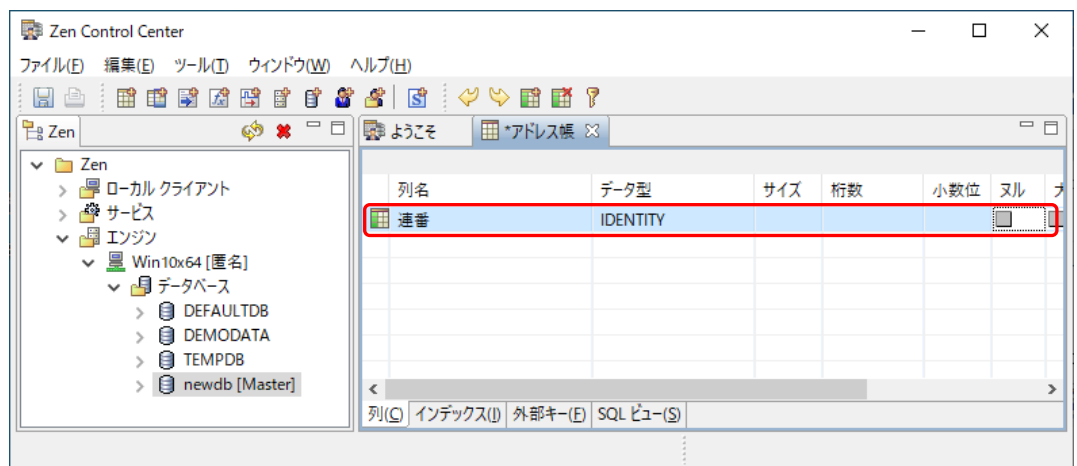 Zen Control Center
ファイル(F) 編集(E) ツール(T) ウィンドウ(W) ヘルプ(H)
Zen
ようこそ
*アドレス帳
Zen
ローカル クライアント
サービス
エンジン
Win10x64 [匿名]
データベース
DEFAULTDB
DEMODATA
TEMPDB
newdb [Master]
列名 データ型 サイズ 桁数 小数位 ヌル
連番 IDENTITY
列(C) インデックス(I) 外部キー(F) SQL ビュー(S)